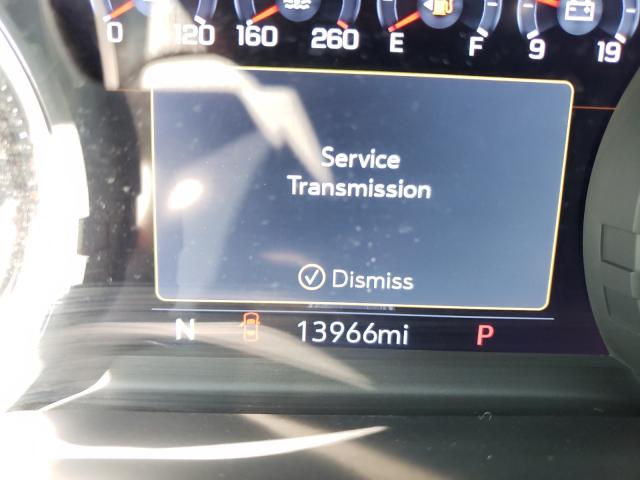 0 120 160 260 E F 9 19
Service
Transmission
Dismiss
N 13966mi P